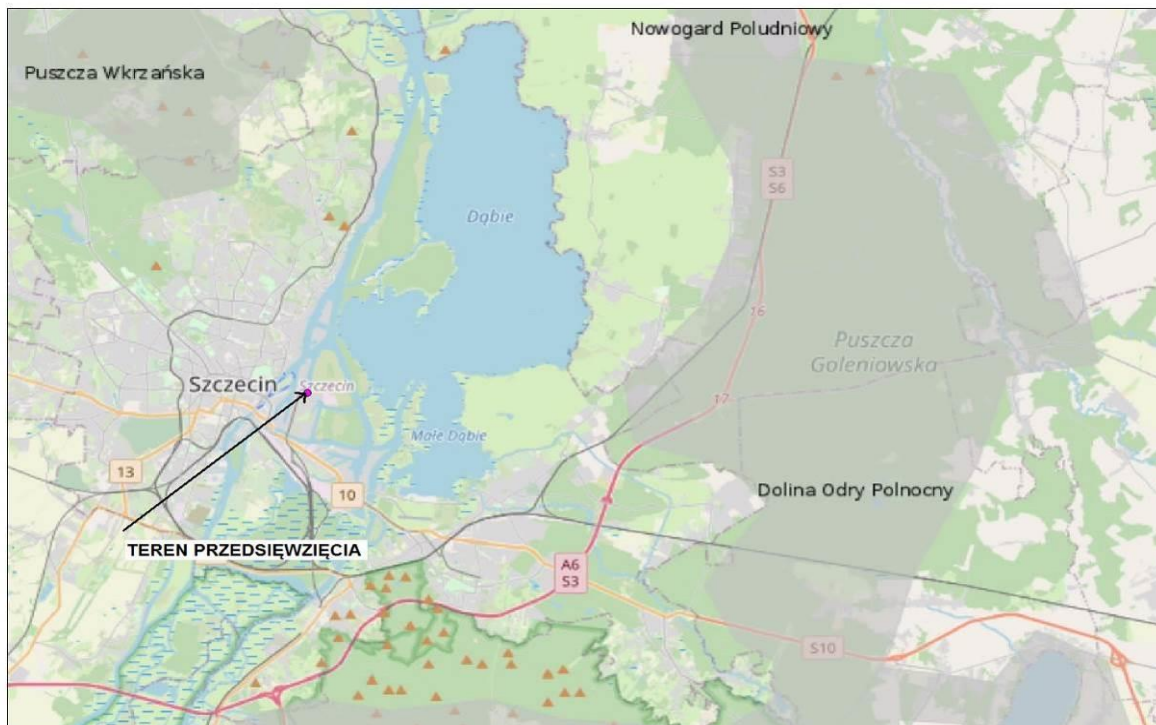 Nowogard Poludniowy
Puszcza Wkrzańska
S3
S6
Dąbie
16
Puszcza
Goleniowska
Szczecin
Szczecin
17
Małe Dąbie
13
10
Dolina Odry Polnocny
TEREN PRZEDSIĘWZIĘCIA
A6
S3
S10